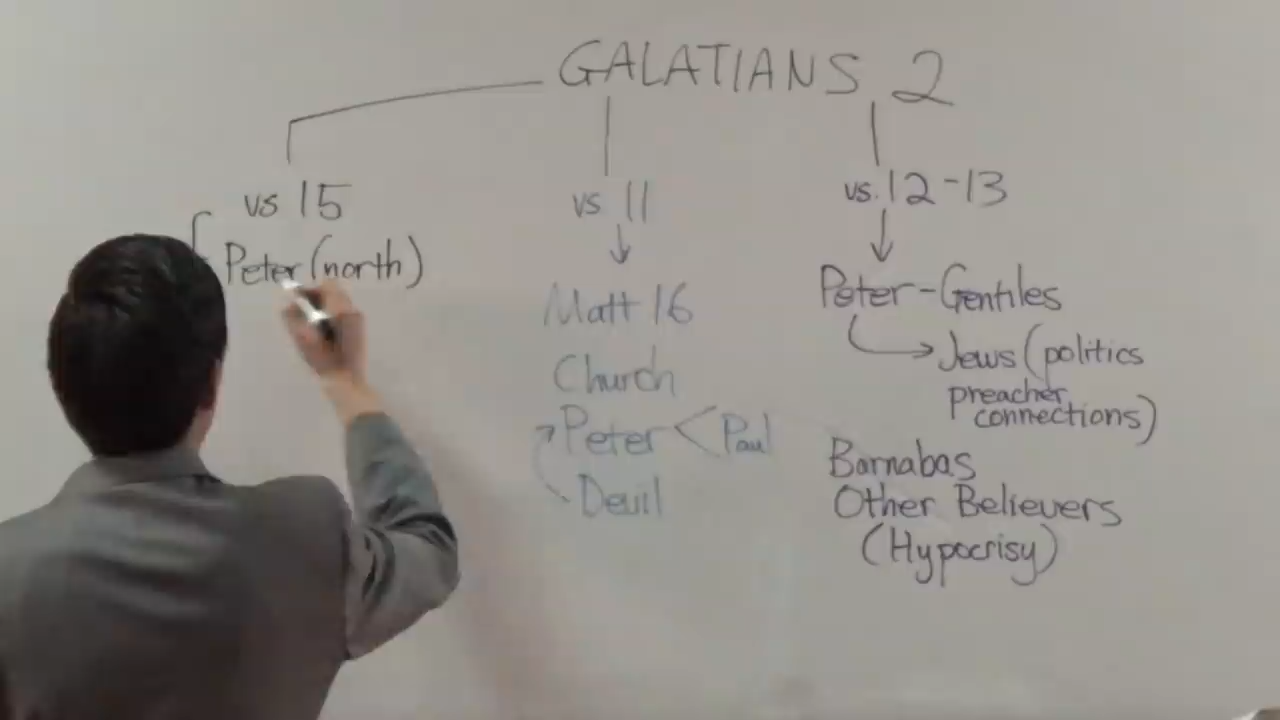 GALATIANS 2
vs 15
Peter (north)
vs 11
Matt 16
Church
Peter < Paul
Devil
vs. 12-13
Peter-Gentiles
Jews (politics
preacher
connections)
Barnabas
Other Believers
(Hypocrisy)